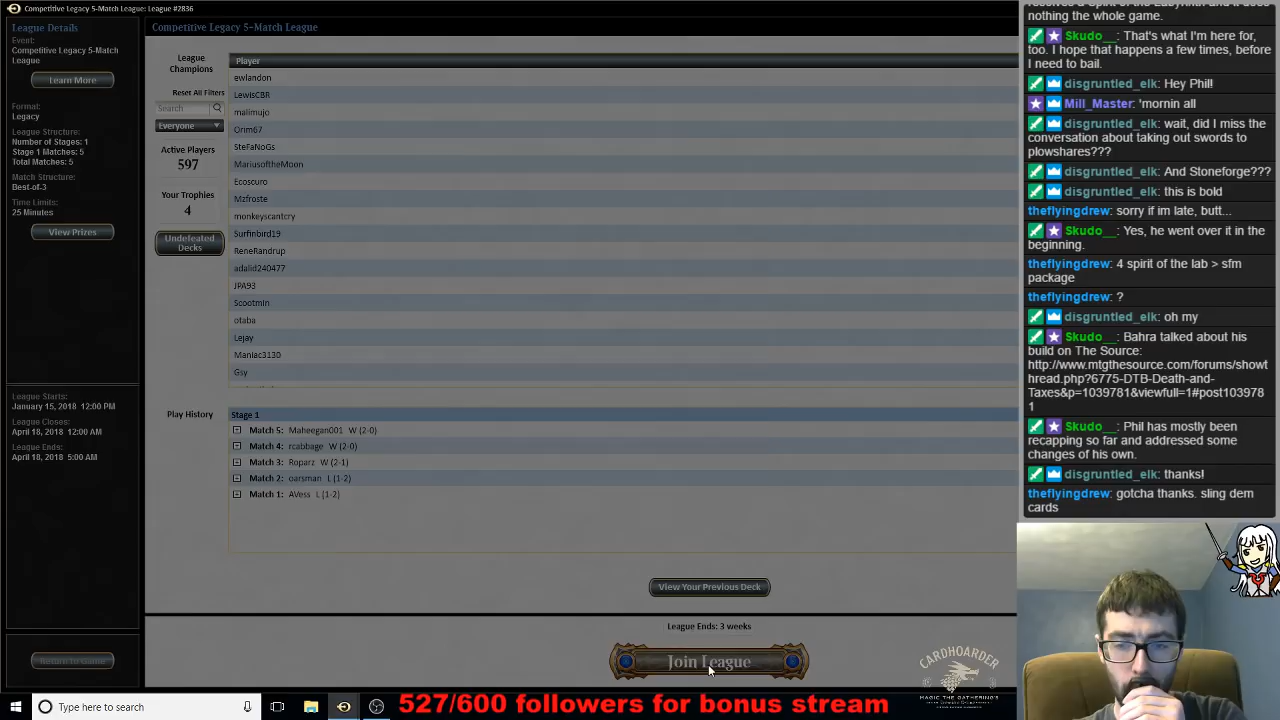 Competitive Legacy 5-Match League: League #2836
League Details
Event:
Competitive Legacy 5-Match
League
Learn More
Format:
Legacy
League Structure:
Number of Stages: 1
Stage 1 Matches: 5
Total Matches: 5
Match Structure:
Best-of-3
Time Limits:
25 Minutes
View Prizes
League Starts:
January 15, 2018 12:00 PM
League Closes:
April 18, 2018 12:00 AM
League Ends:
April 18, 2018 5:00 AM
Return to Game
Competitive Legacy 5-Match League
League
Champions
Reset All Filters
Search
Everyone
Active Players
597
Your Trophies
4
Undefeated
Decks
Player
ewlandon
LewisCBR
malimujo
Orim67
SteFaNoGs
MariusoftheMoon
Ecoscuro
Mzfroste
monkeyscantcry
Surfinbird19
ReneRandrup
adalid240477
JPA93
Scootmin
otaba
Lejay
Maniac3130
Gsy
Play History
Stage 1
Match 5: Maheegan001 W (2-0)
Match 4: rcabbage W (2-0)
Match 3: Roparz W (2-1)
Match 2: oarsman L (1-2)
Match 1: AVess L (1-2)
View Your Previous Deck
League Ends: 3 weeks
Join League
CARDHOARDER
MAGIC THE GATHERING'S
nothing the whole game.
Skudo__: That's what I'm here for,
too. I hope that happens a few times, before
I need to bail.
disgruntled_elk: Hey Phil!
Mill_Master: 'mornin all
disgruntled_elk: wait, did I miss the
conversation about taking out swords to
plowshares???
disgruntled_elk: And Stoneforge???
disgruntled_elk: this is bold
theflyingdrew: sorry if im late, butt...
Skudo__: Yes, he went over it in the
beginning.
theflyingdrew: 4 spirit of the lab > sfm
package
theflyingdrew: ?
disgruntled_elk: oh my
Skudo__: Bahra talked about his
build on The Source:
http://www.mtgthesource.com/forums/showt
hread.php?6775-DTB-Death-and-
Taxes&p=1039781&viewfull=1#post103978
1
Skudo__: Phil has mostly been
recapping so far and addressed some
changes of his own.
disgruntled_elk: thanks!
theflyingdrew: gotcha thanks. sling dem
cards
Type here to search
527/600 followers for bonus stream